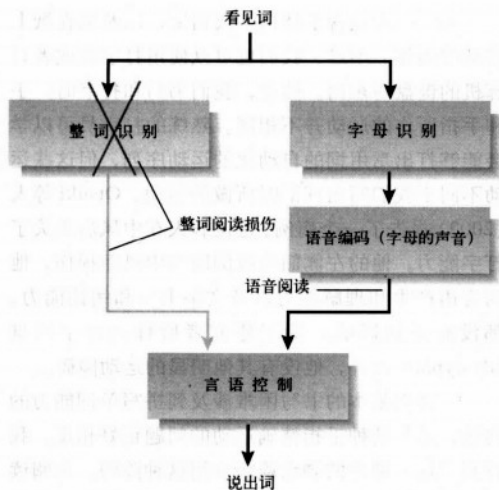 看见词
整词识别
字母识别
整词阅读损伤
语音编码（字母的声音）
语音阅读
言语控制
说出词